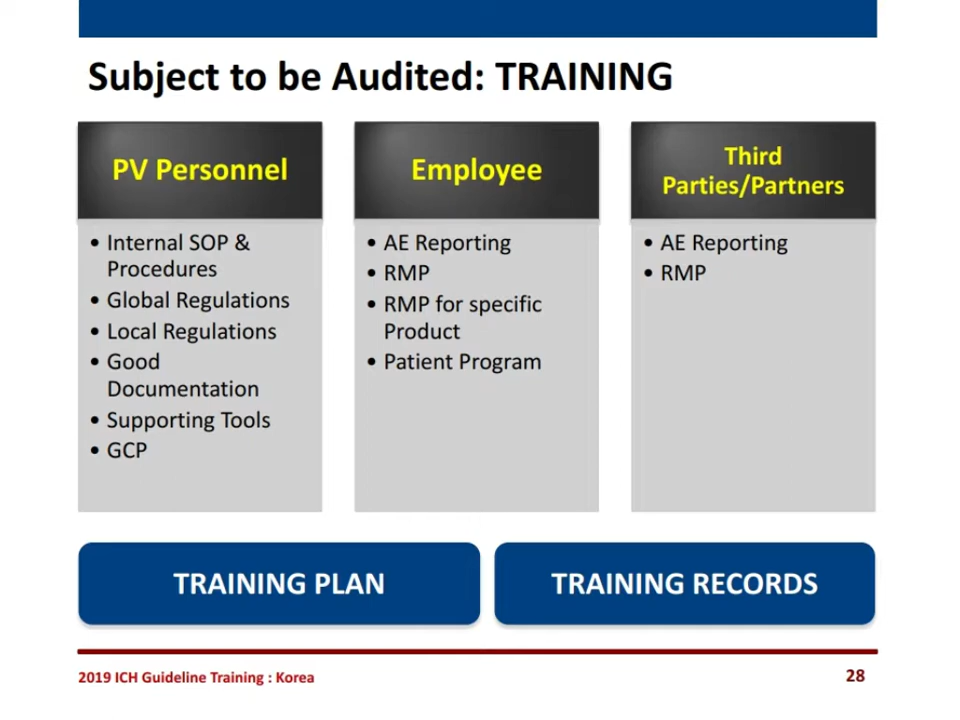 Subject to be Audited: TRAINING
PV Personnel
• Internal SOP &
Procedures
• Global Regulations
• Local Regulations
• Good
Documentation
• Supporting Tools
• GCP
Employee
• AE Reporting
• RMP
• RMP for specific
Product
• Patient Program
Third
Parties/Partners
• AE Reporting
• RMP
TRAINING PLAN
TRAINING RECORDS
2019 ICH Guideline Training : Korea
28